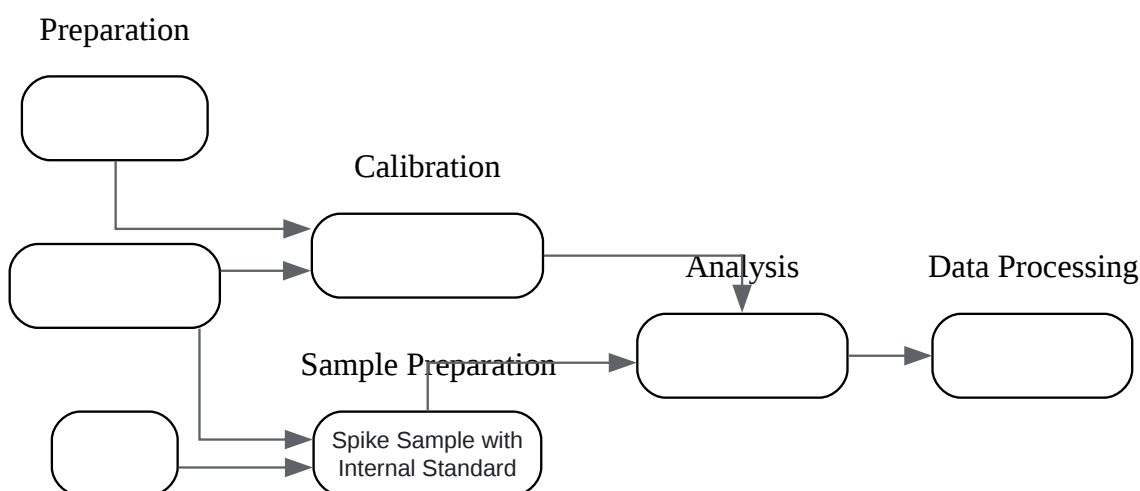 Preparation
Calibration
Analysis
Data Processing
Sample Preparation
Spike Sample with
Internal Standard